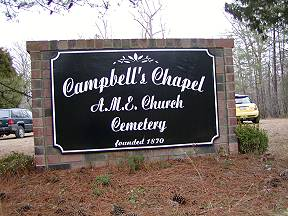 Campbell's Chapel
A.M.E. Church
Cemetery
founded 1870